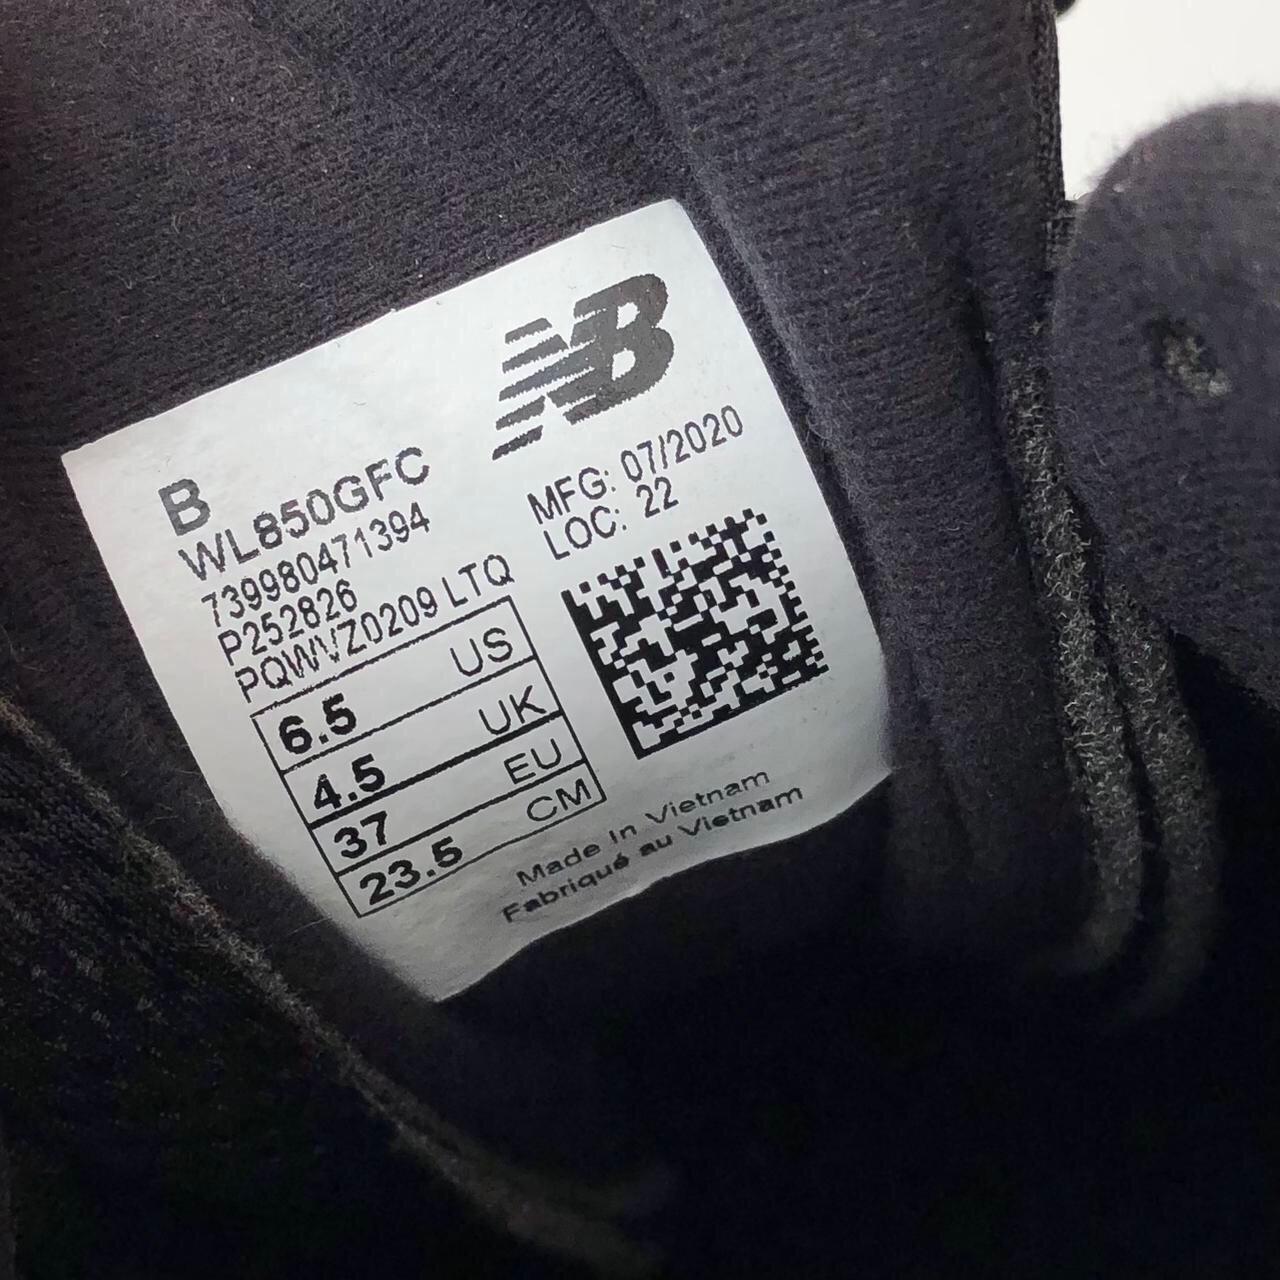 NB
B
WL850GFC
739980471394
P252826
PQWVZ0209 LTQ
MFG: 07/2020
LOC: 22
6.5 US
4.5 UK
37 EU
23.5 CM
Made In Vietnam
Fabriqué au Vietnam